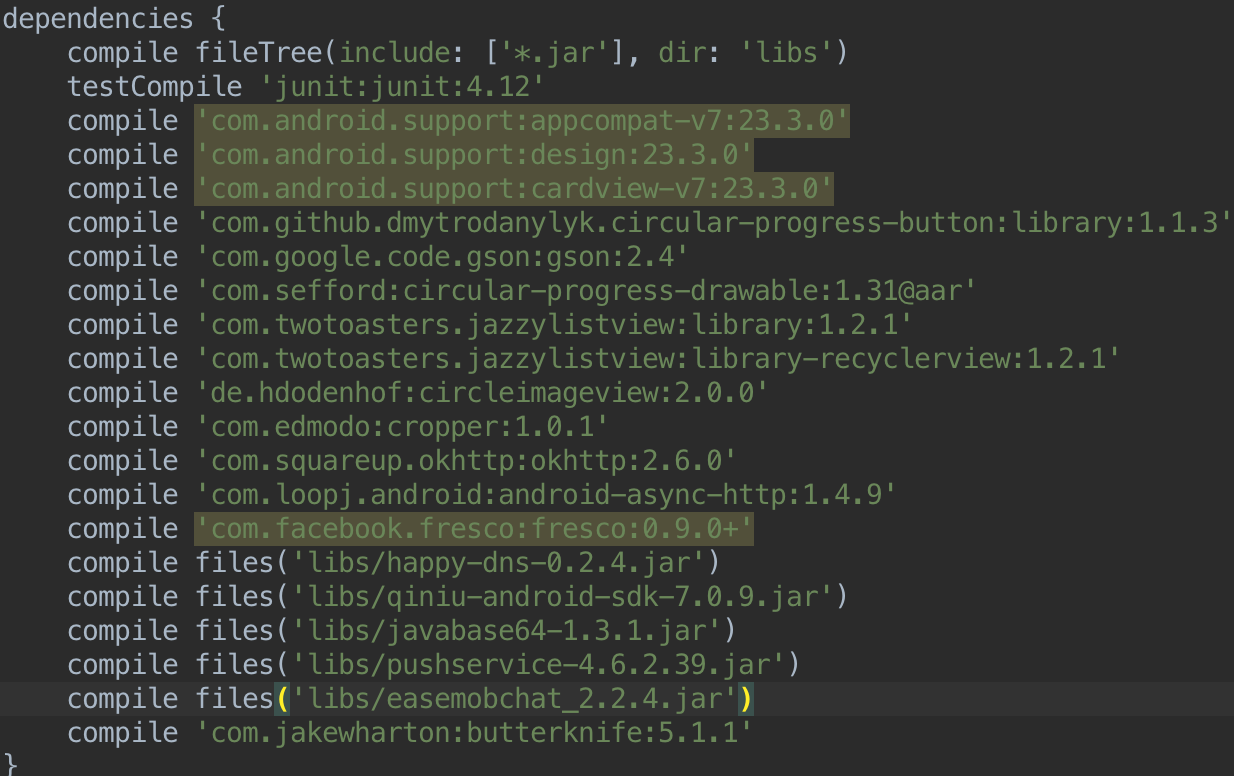 dependencies {
    compile fileTree(include: ['*.jar'], dir: 'libs')
    testCompile 'junit:junit:4.12'
    compile 'com.android.support:appcompat-v7:23.3.0'
    compile 'com.android.support:design:23.3.0'
    compile 'com.android.support:cardview-v7:23.3.0'
    compile 'com.github.dmytrodanylyk.circular-progress-button:library:1.1.3'
    compile 'com.google.code.gson:gson:2.4'
    compile 'com.sefford:circular-progress-drawable:1.31@aar'
    compile 'com.twotoasters.jazzylistview:library:1.2.1'
    compile 'com.twotoasters.jazzylistview:library-recyclerview:1.2.1'
    compile 'de.hdodenhof:circleimageview:2.0.0'
    compile 'com.edmodo:cropper:1.0.1'
    compile 'com.squareup.okhttp:okhttp:2.6.0'
    compile 'com.loopj.android:android-async-http:1.4.9'
    compile 'com.facebook.fresco:fresco:0.9.0+'
    compile files('libs/happy-dns-0.2.4.jar')
    compile files('libs/qiniu-android-sdk-7.0.9.jar')
    compile files('libs/javabase64-1.3.1.jar')
    compile files('libs/pushservice-4.6.2.39.jar')
    compile files('libs/easemobchat_2.2.4.jar')
    compile 'com.jakewharton:butterknife:5.1.1'
}